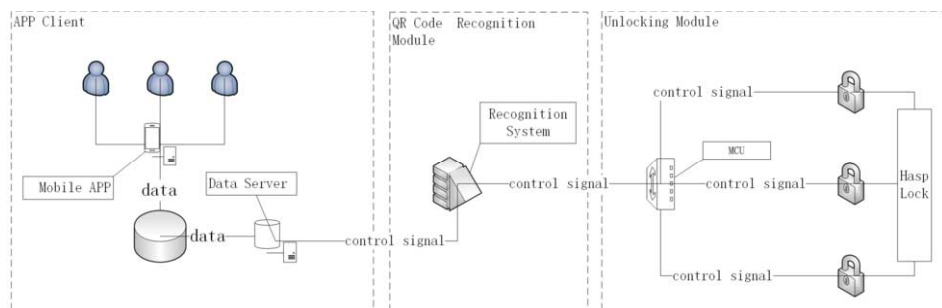 APP Client
Mobile APP
data
data
Data Server
control signal
QR Code Recognition
Module
Recognition
System
control signal
Unlocking Module
control signal
MCU
control signal
control signal
Hasp
Lock